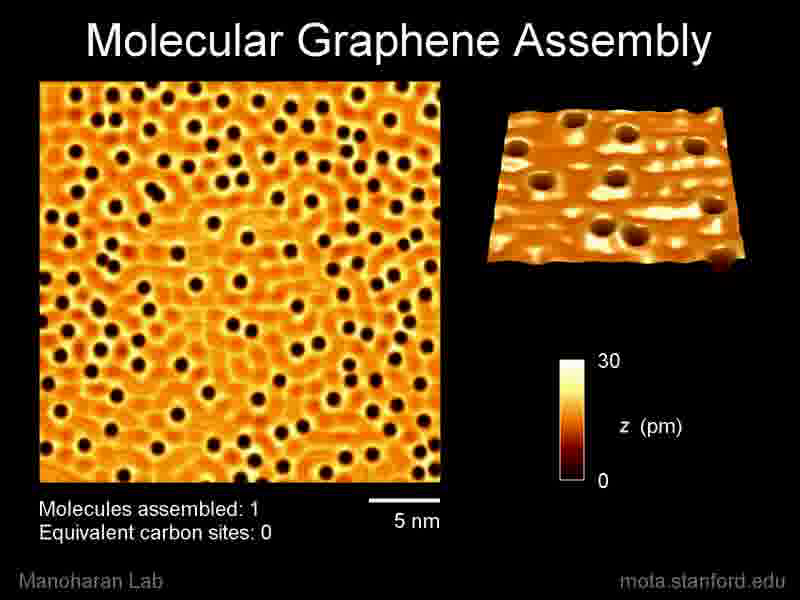 Molecular Graphene Assembly
30
z (pm)
0
Molecules assembled: 1
5 nm
Equivalent carbon sites: 0
Manoharan Lab
mota.stanford.edu